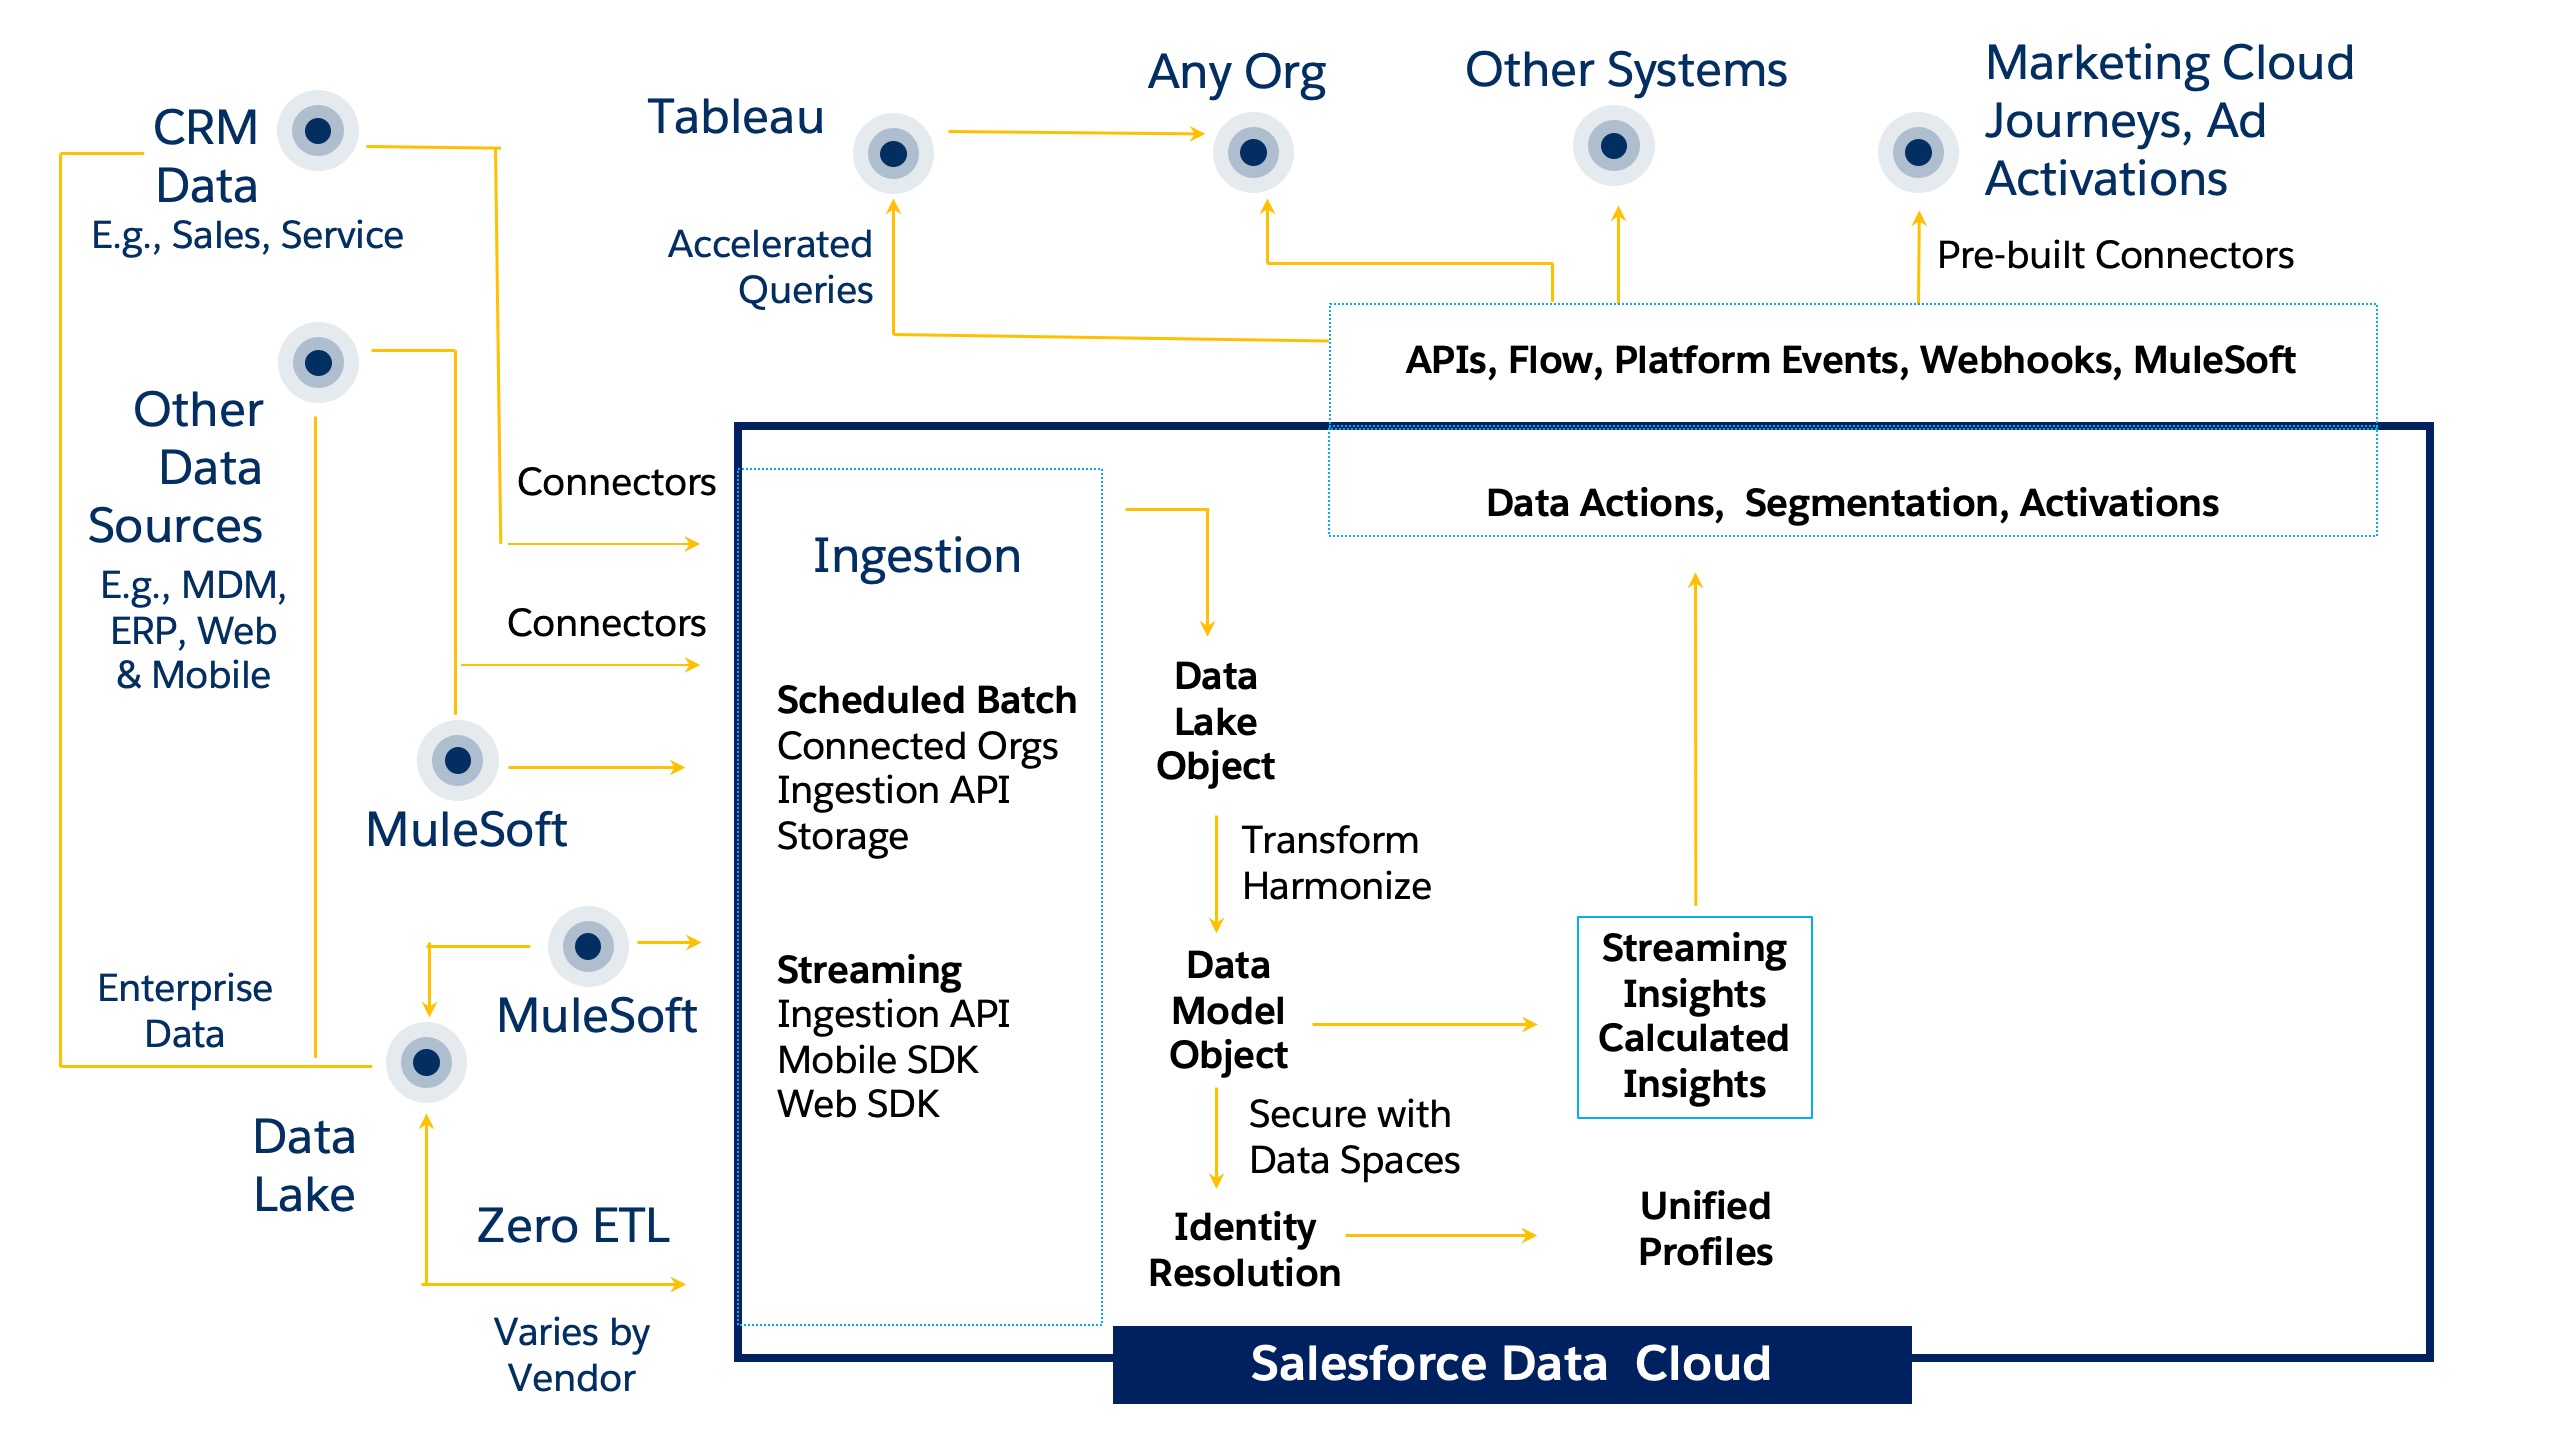 CRM
Data
E.g., Sales, Service
Tableau
Any Org
Other Systems
Marketing Cloud
Journeys, Ad
Activations
Accelerated
Queries
Pre-built Connectors
APIs, Flow, Platform Events, Webhooks, MuleSoft
Data Actions,  Segmentation, Activations
Other
Data
Sources
E.g., MDM,
ERP, Web
& Mobile
Connectors
Connectors
MuleSoft
MuleSoft
Enterprise
Data
Data
Lake
Zero ETL
Varies by
Vendor
Ingestion
Scheduled Batch
Connected Orgs
Ingestion API
Storage
Streaming
Ingestion API
Mobile SDK
Web SDK
Data
Lake
Object
Transform
Harmonize
Data
Model
Object
Secure with
Data Spaces
Identity
Resolution
Streaming
Insights
Calculated
Insights
Unified
Profiles
Salesforce Data  Cloud